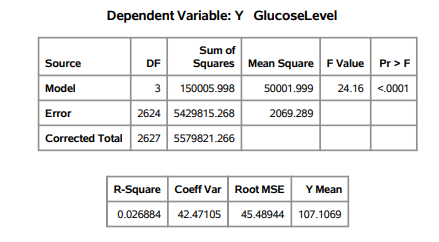 Dependent Variable: Y GlucoseLevel
Source DF Sum of Squares Mean Square F Value Pr > F
Model 3 150005.998 50001.999 24.16 <.0001
Error 2624 5429815.268 2069.289
Corrected Total 2627 5579821.266
R-Square Coeff Var Root MSE Y Mean
0.026884 42.47105 45.48944 107.1069